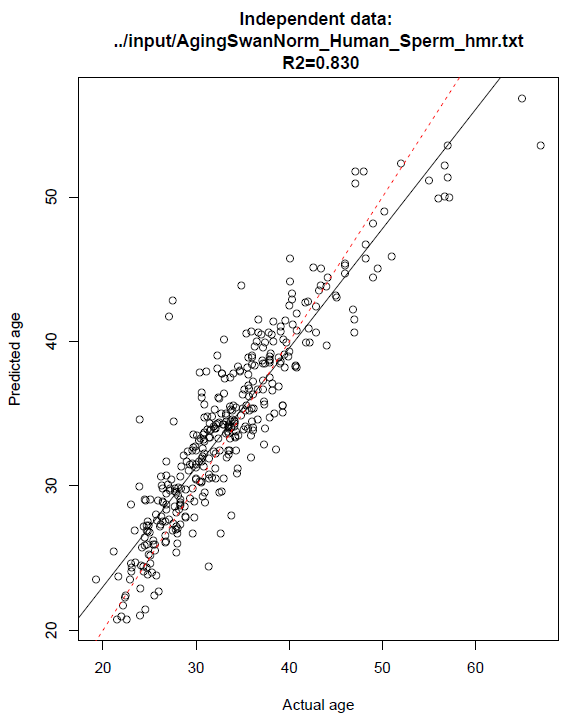 Independent data:
../input/AgingSwanNorm_Human_Sperm_hmr.txt
R2=0.830
Predicted age
50
40
30
20
20 30 40 50 60
Actual age